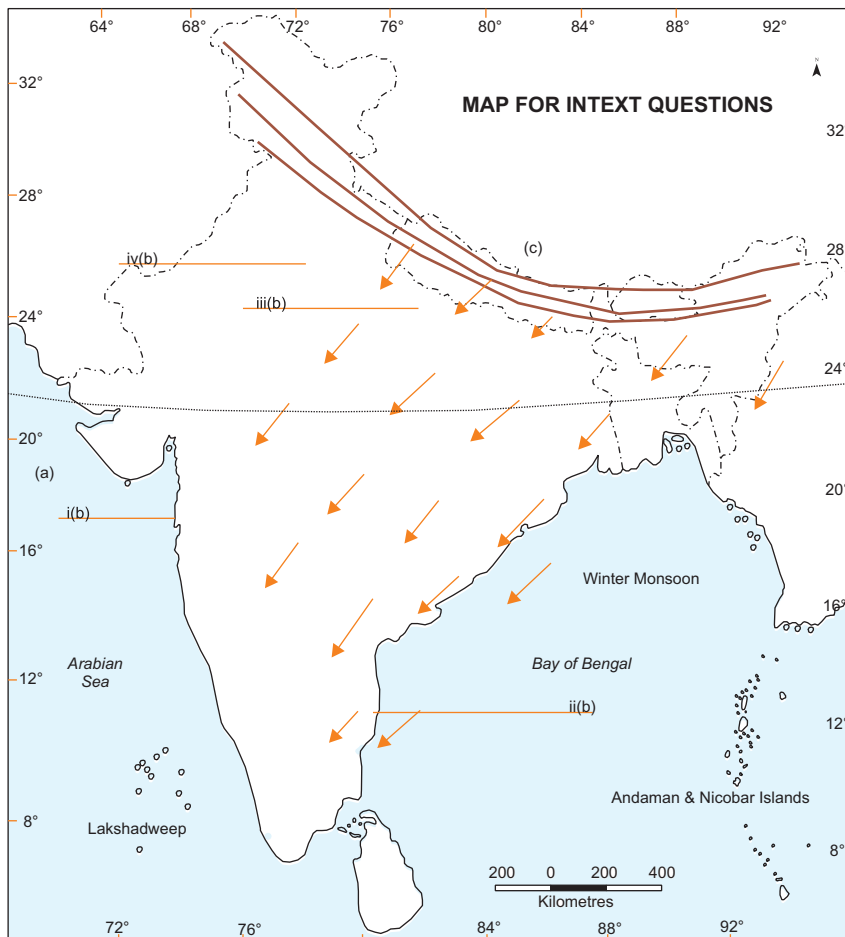 64° 68° 72° 76° 80° 84° 88° 92°
N
32°
MAP FOR INTEXT QUESTIONS
32
28°
(c)
28
iv(b)
iii(b)
24°
24°
20°
(a)
20°
i(b)
16°
Winter Monsoon
16°
Arabian
Sea
Bay of Bengal
12°
ii(b)
12°
Andaman & Nicobar Islands
8°
Lakshadweep
8°
200 0 200 400
Kilometres
72° 76° 84° 88° 92°